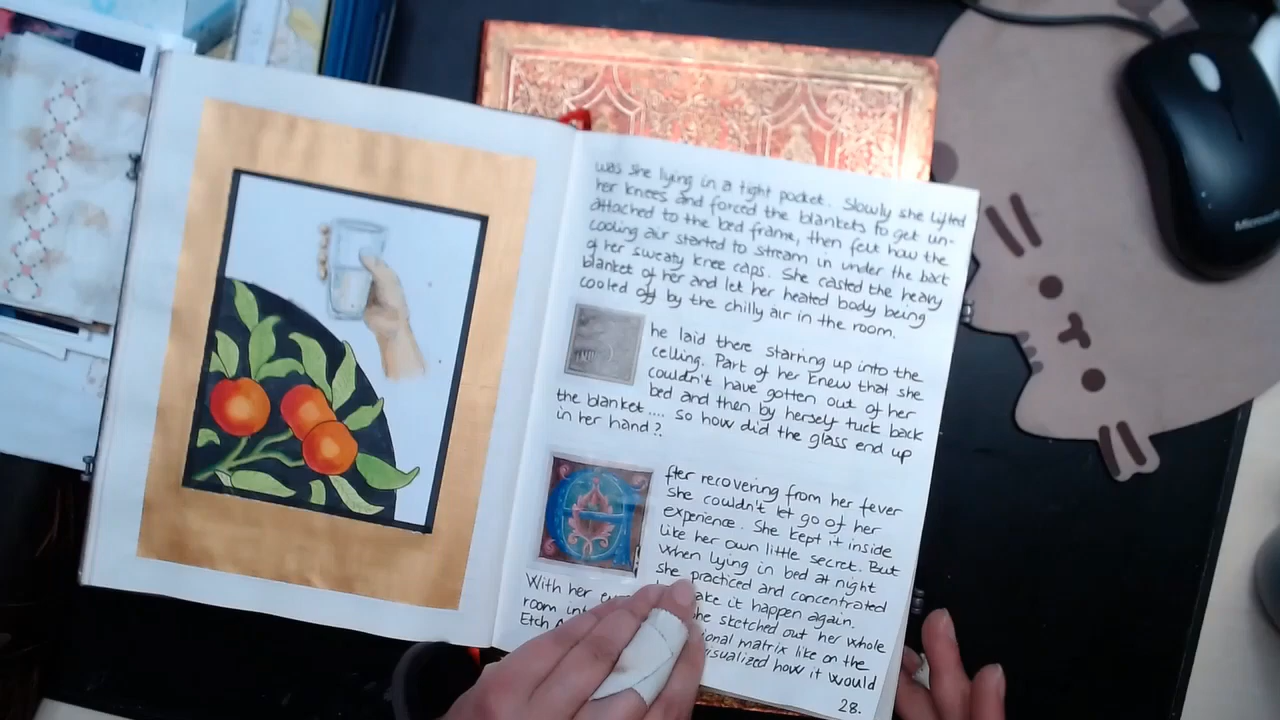 was she lying in a tight pocket. Slowly she lifted
her knees and forced the blankets to get un-
attached to the bed frame, then felt how the
cooling air started to stream in under the back
of her sweaty knee caps. She casted the heavy
blanket of her and let her heated body being
cooled off by the chilly air in the room.
he laid there starring up into the
celling. Part of her knew that she
couldn't have gotten out of her
bed and then by herself tuck back
the blanket.... so how did the glass end up
in her hand?
fter recovering from her fever
she couldn't let go of her
experience. She kept it inside
like her own little secret. But
when lying in bed at night
she practiced and concentrated
make it happen again.
With her
she sketched out her whole
room
matrix like on the
Etch
visualized how it would
28.
Microsoft